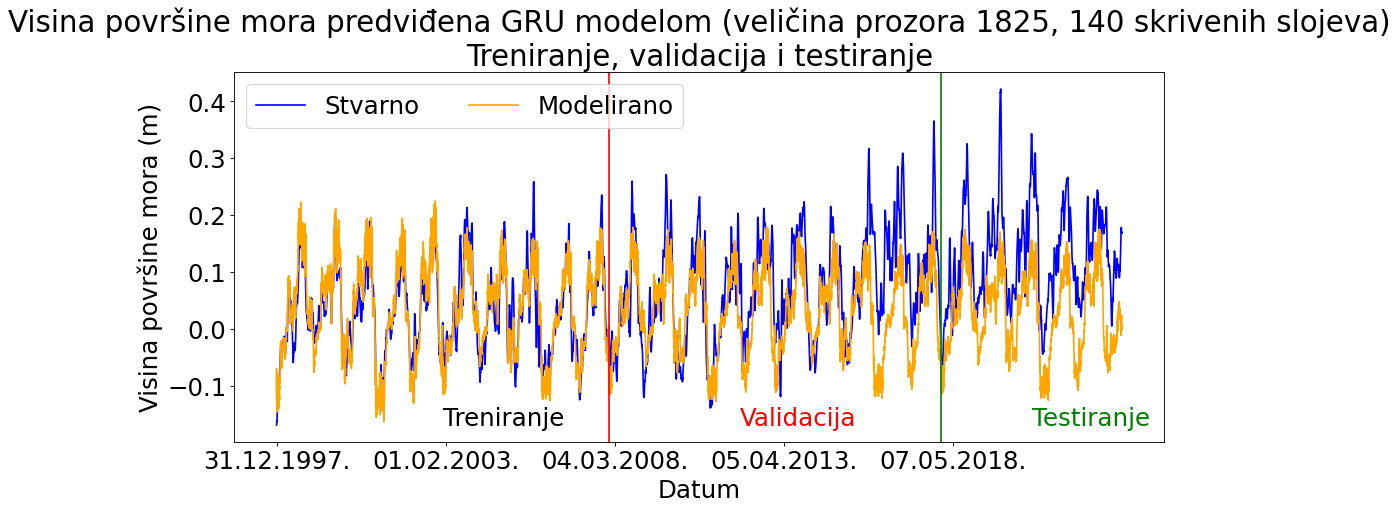 Visina površine mora predviđena GRU modelom (veličina prozora 1825, 140 skrivenih slojeva)
Treniranje, validacija i testiranje
Stvarno
Modelirano
Visina površine mora (m)
0.4
0.3
0.2
0.1
0.0
−0.1
Treniranje
Validacija
Testiranje
31.12.1997.
01.02.2003.
04.03.2008.
05.04.2013.
07.05.2018.
Datum